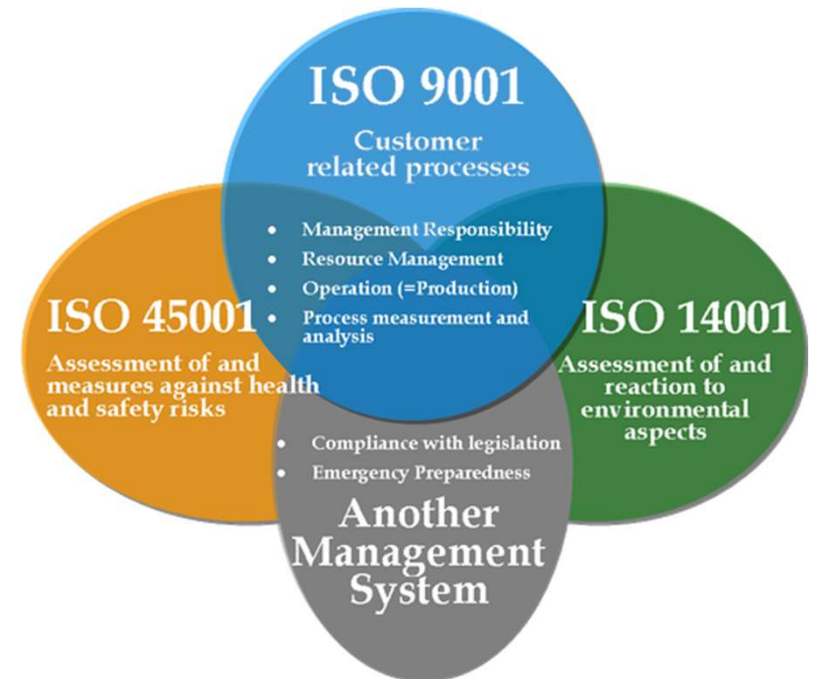 ISO 9001
Customer
related processes
• Management Responsibility
• Resource Management
• Operation (=Production)
• Process measurement and
analysis
ISO 45001
Assessment of and
measures against health
and safety risks
ISO 14001
Assessment of and
reaction to
environmental
aspects
• Compliance with legislation
• Emergency Preparedness
Another
Management
System